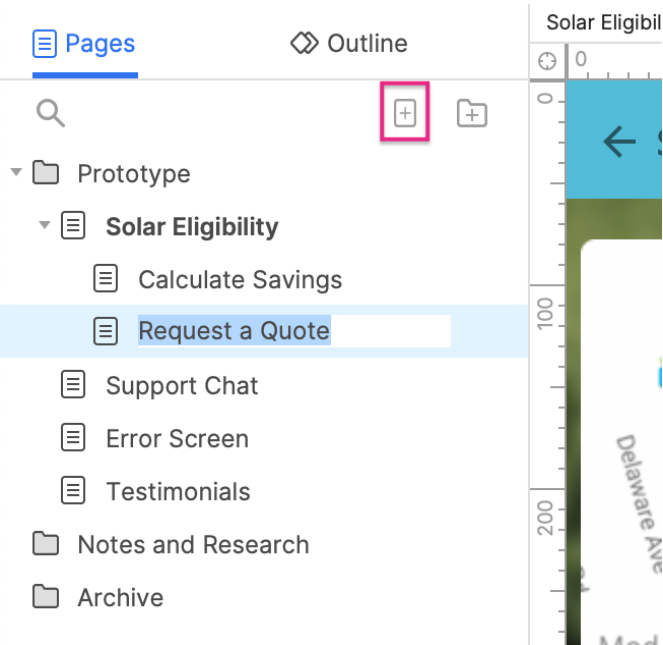 Pages
Outline
Solar Eligibil
0
0
Prototype
Solar Eligibility
Calculate Savings
Request a Quote
100
Support Chat
Error Screen
Delaware Ave
Testimonials
200
Notes and Research
Archive